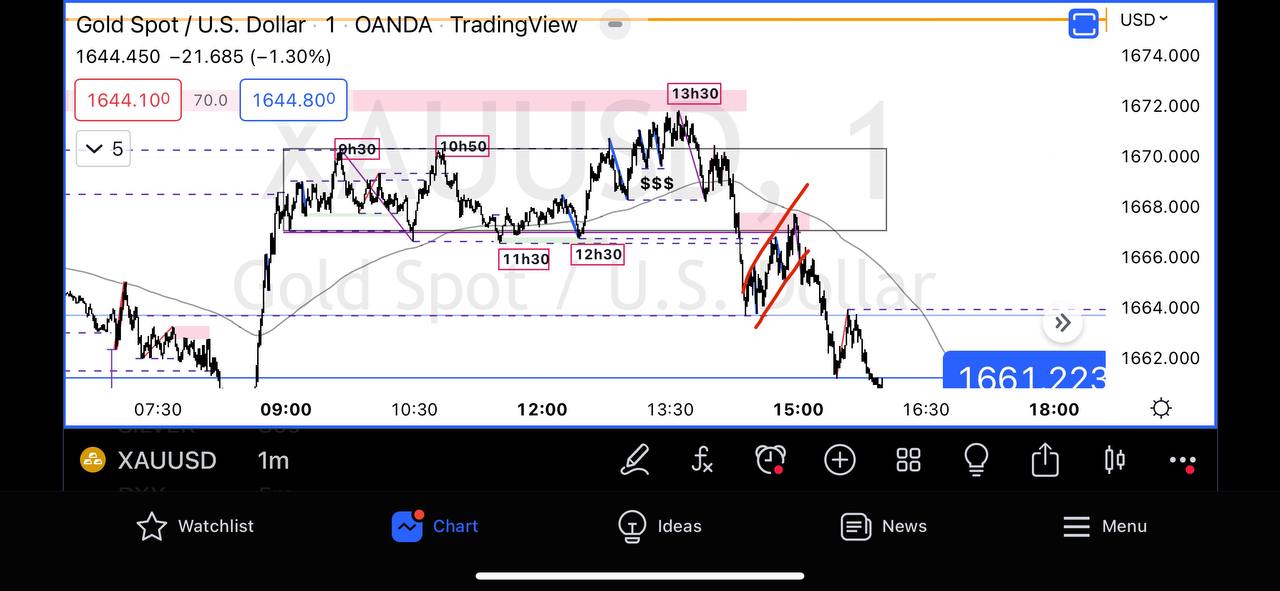 Gold Spot / U.S. Dollar · 1 · OANDA · TradingView
USD
1644.450 −21.685 (−1.30%)
1644.100 70.0 1644.800
5
XAUUSD, 1
Gold Spot / U.S. Dollar
13h30
9h30
10h50
$$$
11h30
12h30
1674.000
1672.000
1670.000
1668.000
1666.000
1664.000
1662.000
1661.223
07:30 09:00 10:30 12:00 13:30 15:00 16:30 18:00
XAUUSD 1m
Watchlist Chart Ideas News Menu